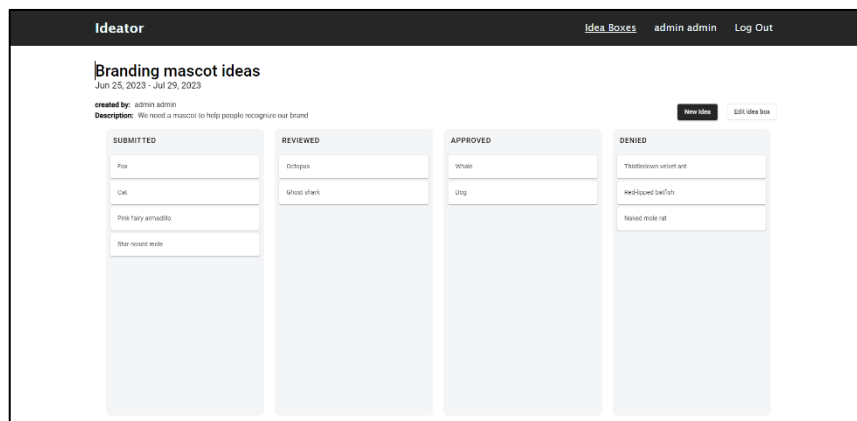 Ideator
Idea Boxes admin admin Log Out
Branding mascot ideas
Jun 25, 2023 - Jul 29, 2023
created by: admin admin
Description: We need a mascot to help people recognize our brand
New Idea Edit idea box
SUBMITTED
Fox
Cat
Pink fairy armadillo
Star nosed mole
REVIEWED
Octopus
Ghost shark
APPROVED
Whale
Dog
DENIED
Thistledown velvet ant
Red-lipped batfish
Naked mole rat